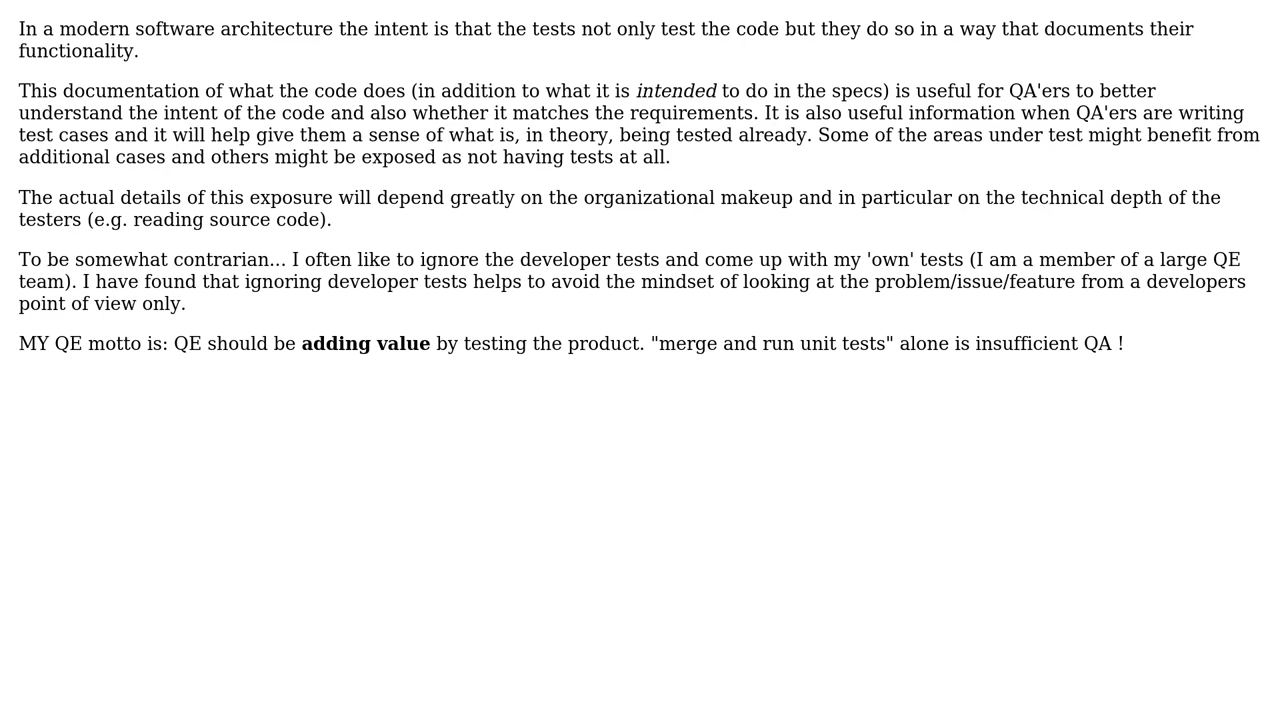 In a modern software architecture the intent is that the tests not only test the code but they do so in a way that documents their
functionality.
This documentation of what the code does (in addition to what it is intended to do in the specs) is useful for QA'ers to better
understand the intent of the code and also whether it matches the requirements. It is also useful information when QA'ers are writing
test cases and it will help give them a sense of what is, in theory, being tested already. Some of the areas under test might benefit from
additional cases and others might be exposed as not having tests at all.
The actual details of this exposure will depend greatly on the organizational makeup and in particular on the technical depth of the
testers (e.g. reading source code).
To be somewhat contrarian... I often like to ignore the developer tests and come up with my 'own' tests (I am a member of a large QE
team). I have found that ignoring developer tests helps to avoid the mindset of looking at the problem/issue/feature from a developers
point of view only.
MY QE motto is: QE should be adding value by testing the product. "merge and run unit tests" alone is insufficient QA !